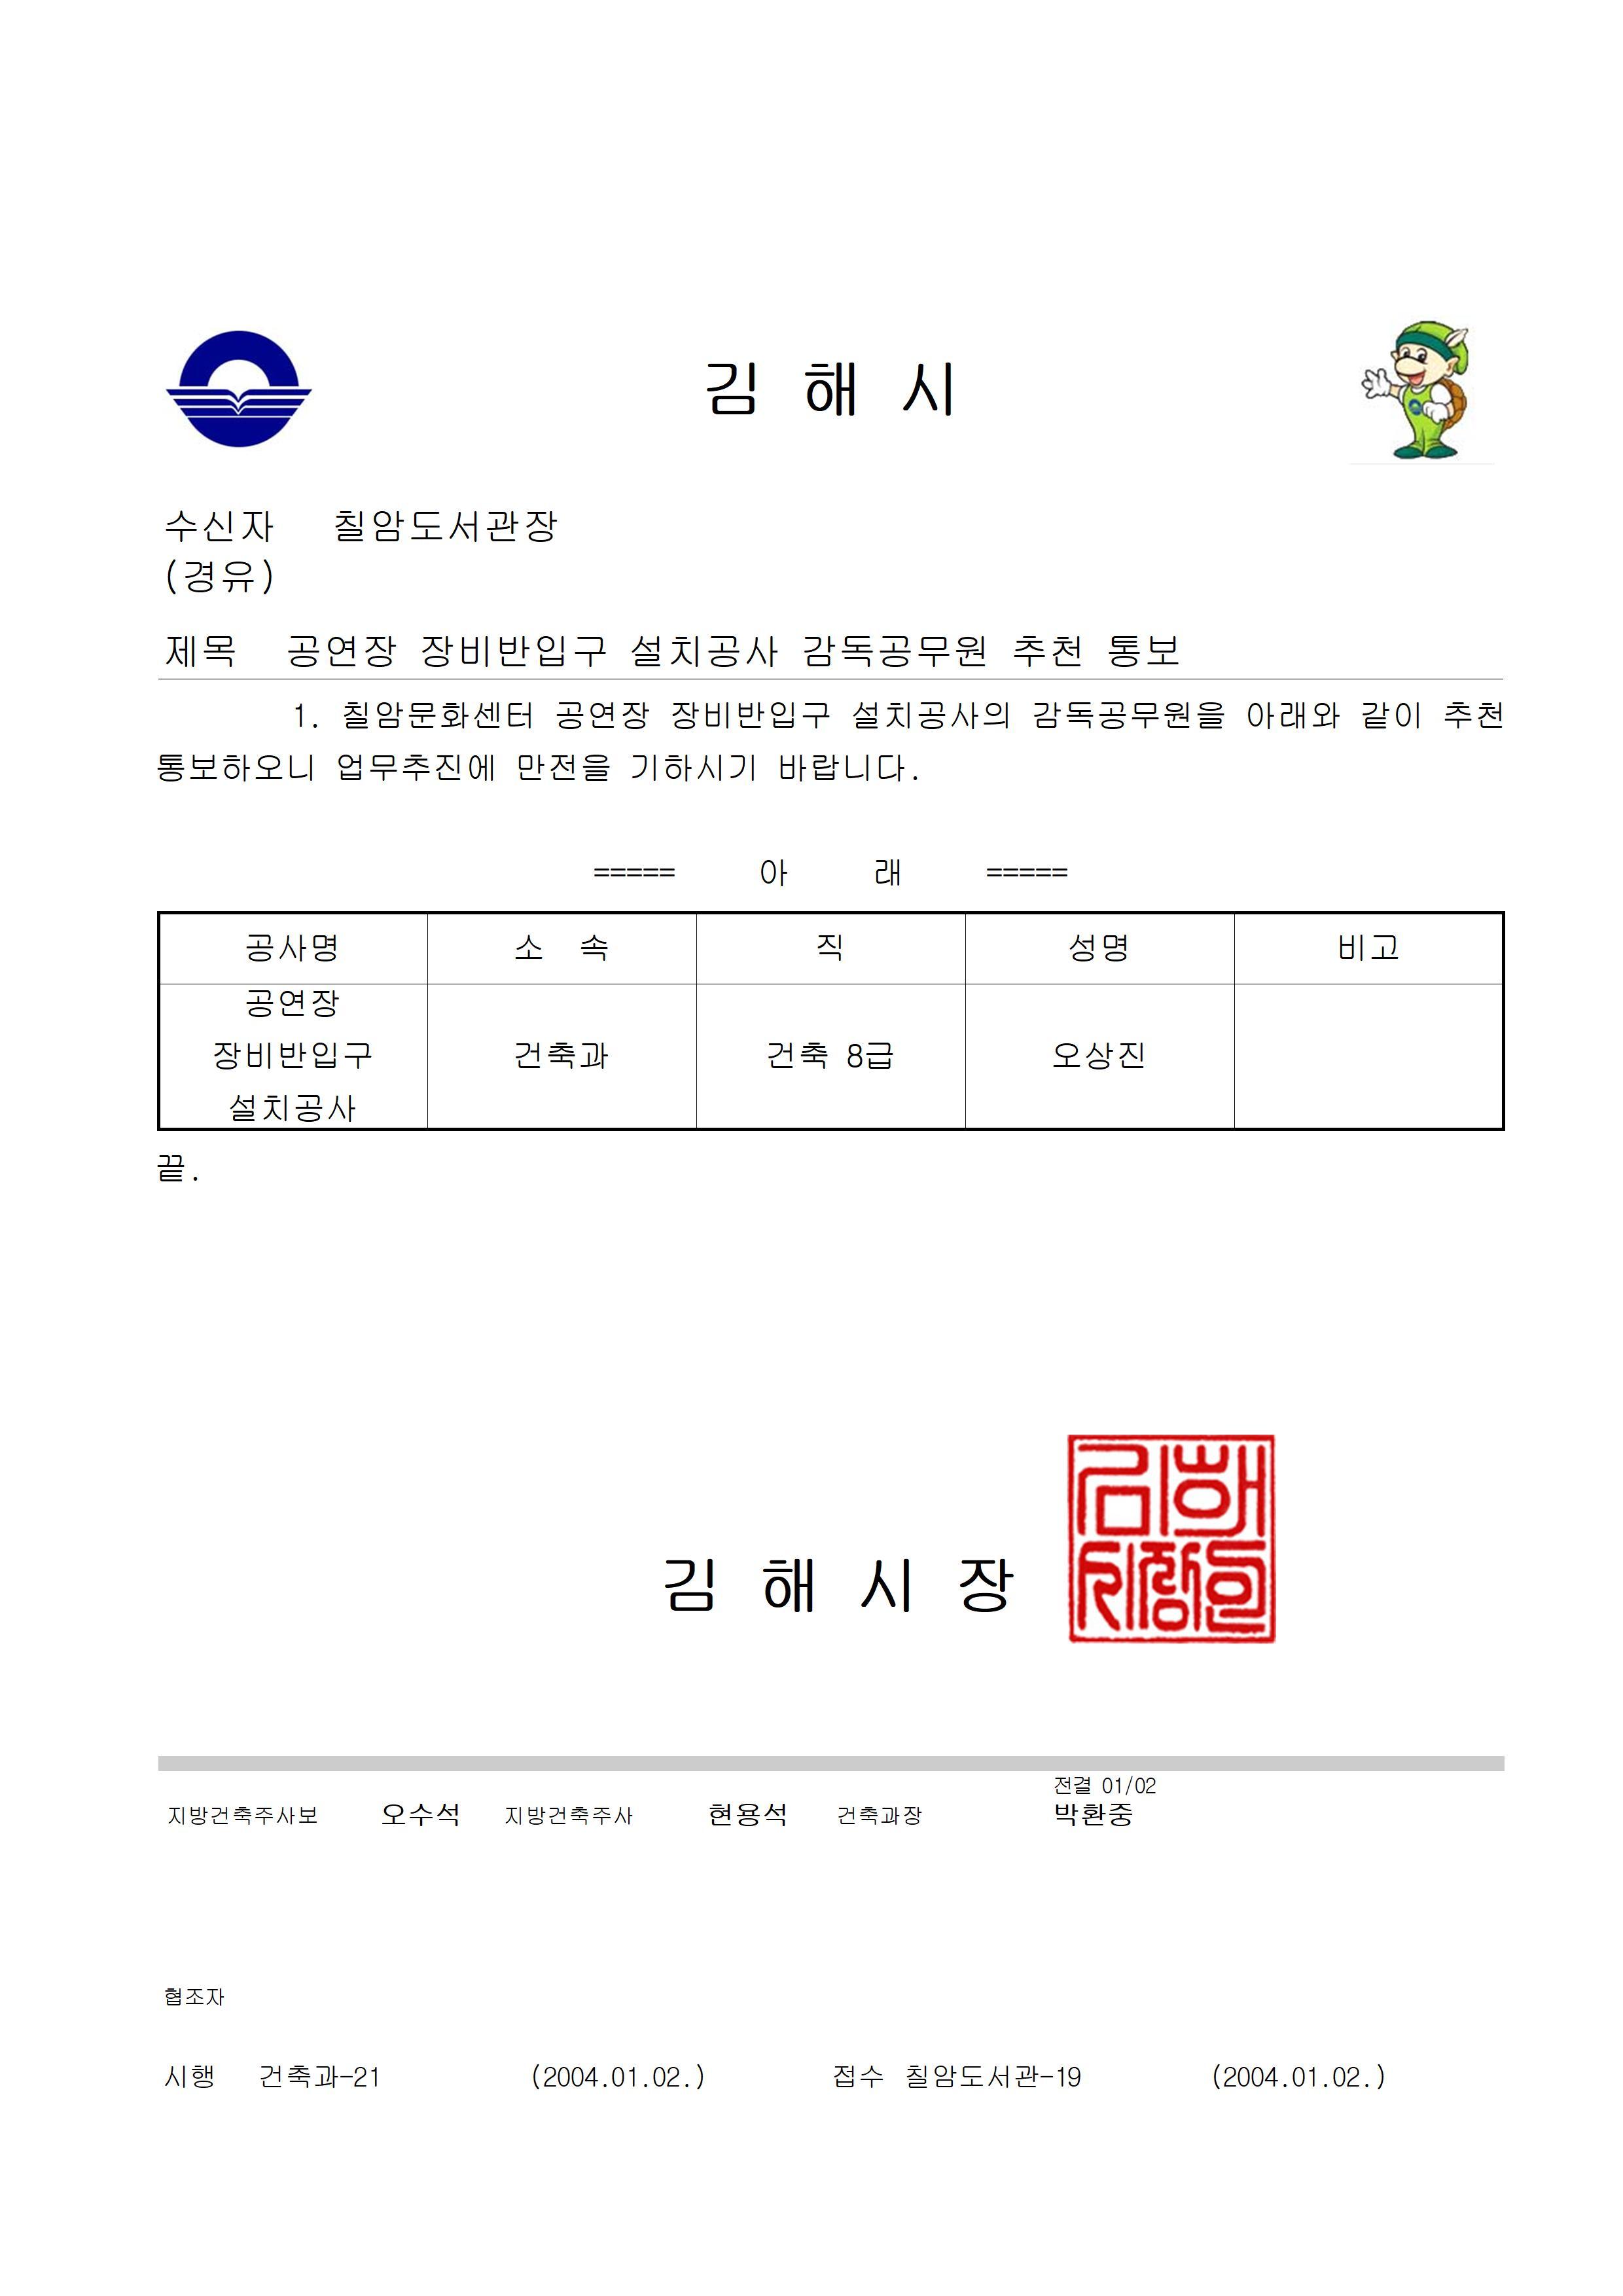 김 해 시
수신자 칠암도서관장
(경유)
제목 공연장 장비반입구 설치공사 감독공무원 추천 통보
1. 칠암문화센터 공연장 장비반입구 설치공사의 감독공무원을 아래와 같이 추천
통보하오니 업무추진에 만전을 기하시기 바랍니다.
===== 아 래 =====
공사명 소 속 직 성명 비고
공연장
장비반입구 건축과 건축 8급 오상진
설치공사
끝.
김 해 시 장
김해시장인
전결 01/02
지방건축주사보 오수석 지방건축주사 현용석 건축과장 박환중
협조자
시행 건축과-21 (2004.01.02.) 접수 칠암도서관-19 (2004.01.02.)